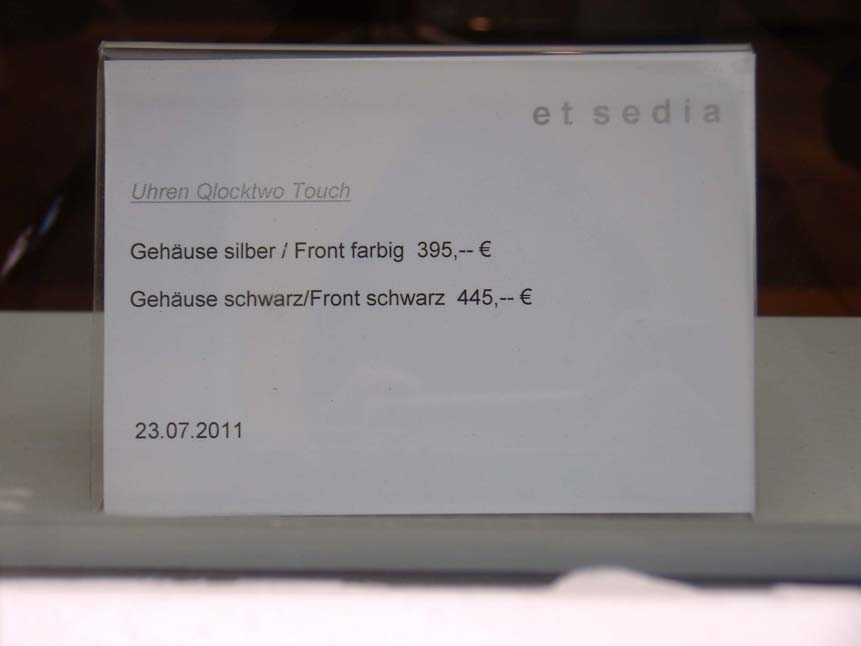 et sedia
Uhren Qlocktwo Touch
Gehäuse silber / Front farbig 395,-- €
Gehäuse schwarz/Front schwarz 445,-- €
23.07.2011